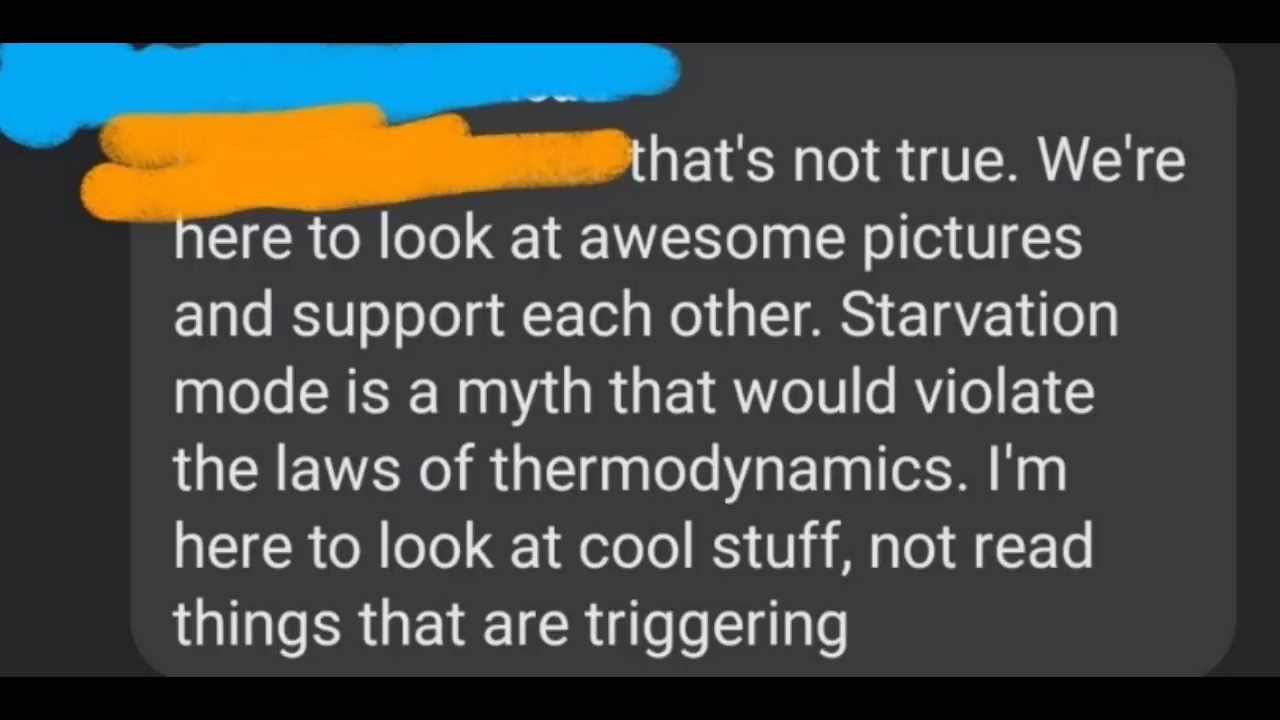 that's not true. We're
here to look at awesome pictures
and support each other. Starvation
mode is a myth that would violate
the laws of thermodynamics. I'm
here to look at cool stuff, not read
things that are triggering